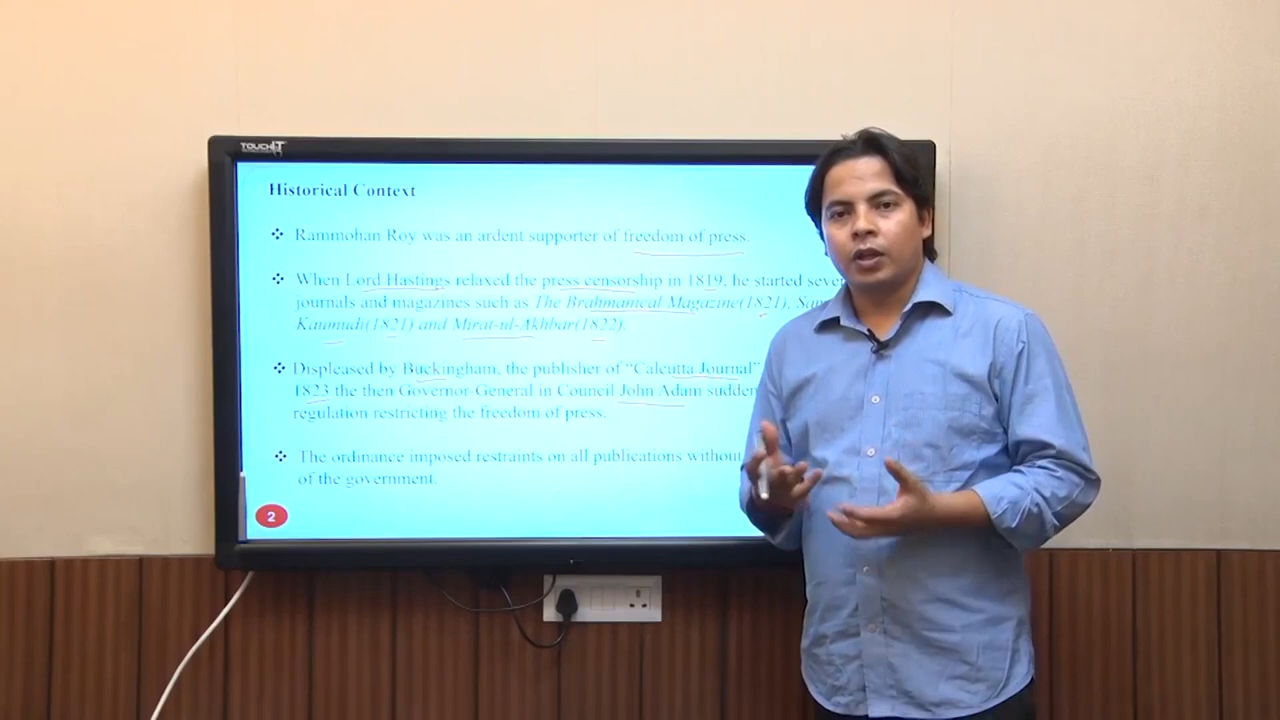 TOUCHIT
Historical Context
❖ Rammohan Roy was an ardent supporter of freedom of press.
❖ When Lord Hastings relaxed the press censorship in 1819, he started
journals and magazines such as The Brahmanical Magazine(1821),
Kaumudi(1821) and Mirat-ul-Akhbar(1822).
❖ Displeased by Buckingham, the publisher of “Calcutta Journal”
1823 the then Governor-General in Council John Adam
regulation restricting the freedom of press.
❖ The ordinance imposed restraints on all publications without
of the government.
2